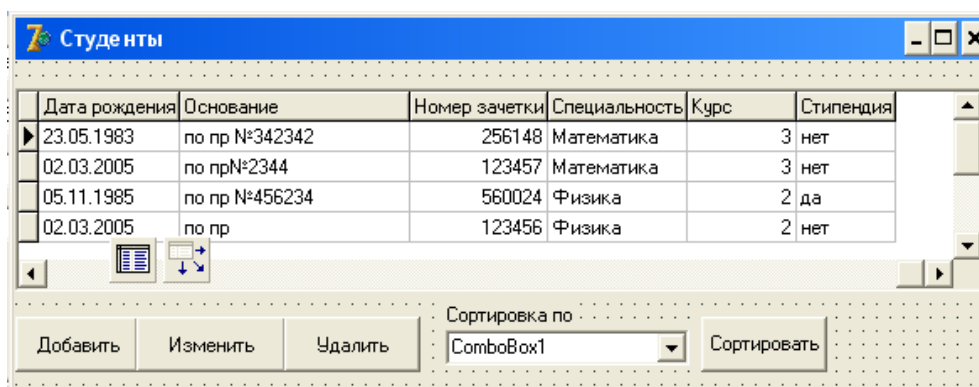 Студенты
Дата рождения Основание Номер зачетки Специальность Курс Стипендия
23.05.1983 по пр №342342 256148 Математика 3 нет
02.03.2005 по пр№2344 123457 Математика 3 нет
05.11.1985 по пр №456234 560024 Физика 2 да
02.03.2005 по пр 123456 Физика 2 нет
Сортировка по
Добавить Изменить Удалить ComboBox1 Сортировать